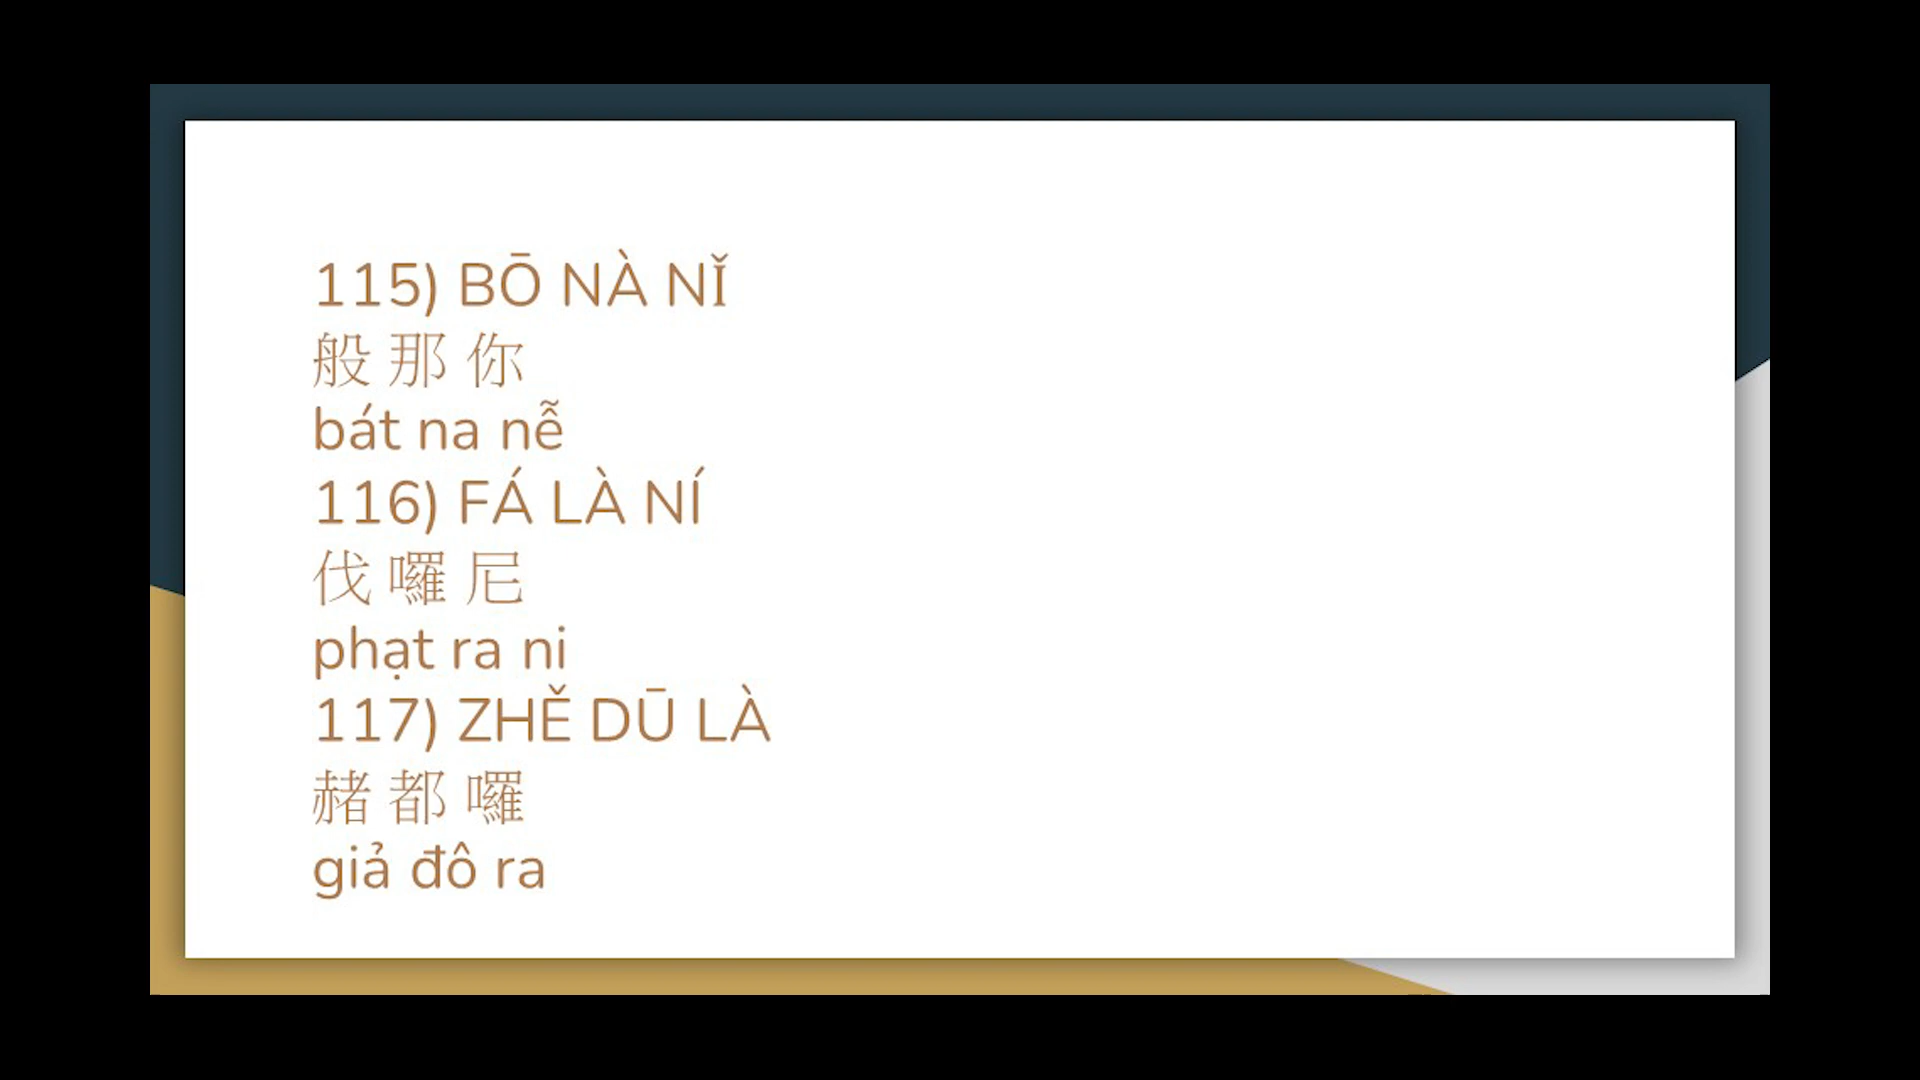 115) BŌ NÀ NǏ
般 那 你
bát na nễ
116) FÁ LÀ NÍ
伐 囉 尼
phạt ra ni
117) ZHĚ DŪ LÀ
赭 都 囉
giả đô ra